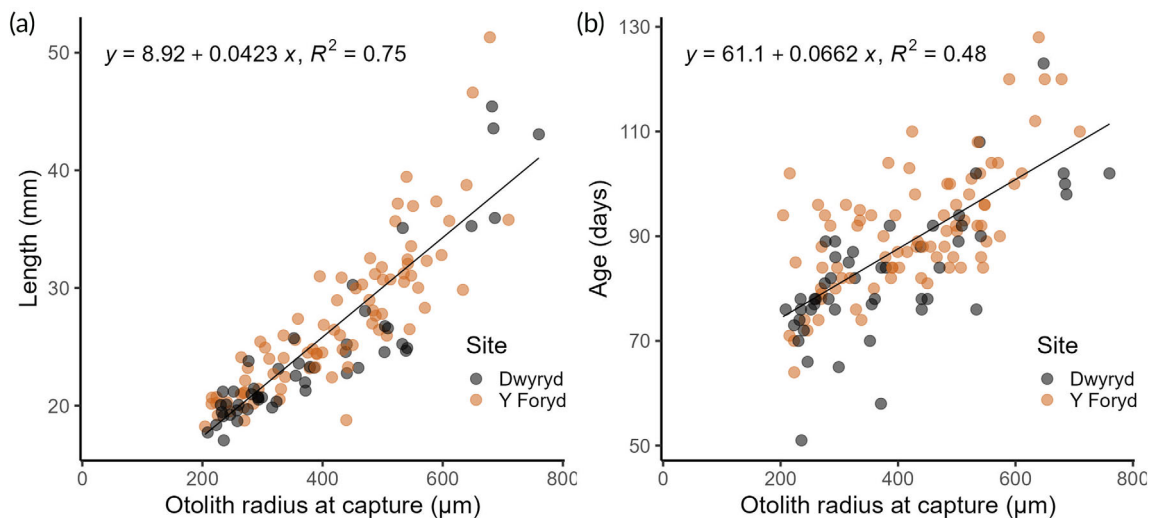 (a)
y = 8.92 + 0.0423 x, R² = 0.75
Length (mm)
50
40
30
20
0
200
400
600
800
Otolith radius at capture (μm)
Site
Dwyryd
Y Foryd
(b)
y = 61.1 + 0.0662 x, R² = 0.48
Age (days)
130
110
90
70
50
0
200
400
600
800
Otolith radius at capture (μm)
Site
Dwyryd
Y Foryd